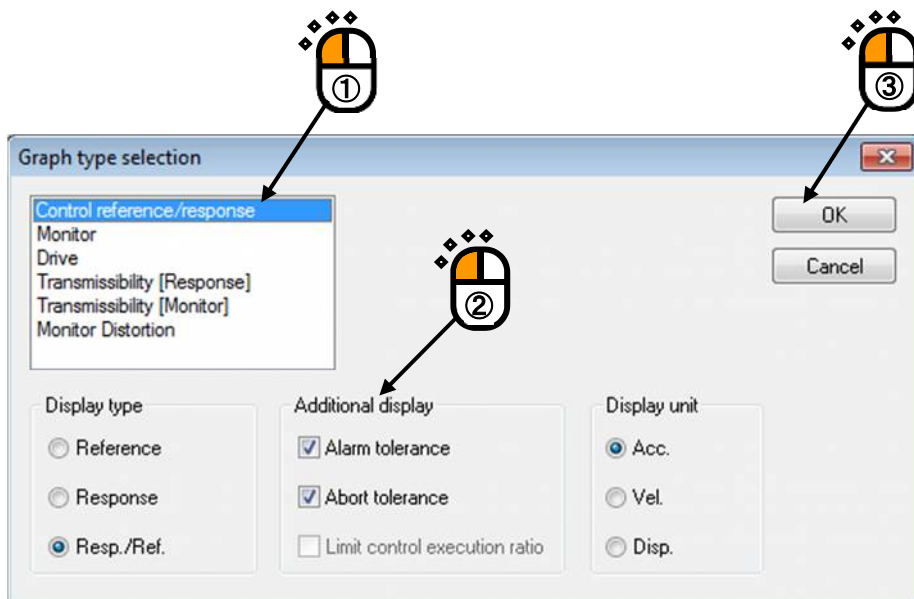 ①
③
Graph type selection
Control reference/response
Monitor
Drive
Transmissibility [Response]
Transmissibility [Monitor]
Monitor Distortion
OK
Cancel
②
Display type
Reference
Response
Resp./Ref.
Additional display
Alarm tolerance
Abort tolerance
Limit control execution ratio
Display unit
Acc.
Vel.
Disp.